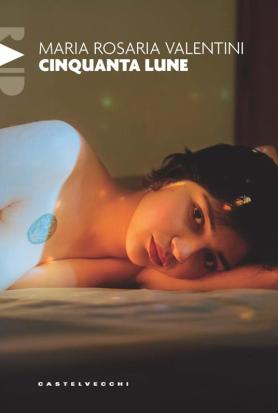 MARIA ROSARIA VALENTINI
CINQUANTA LUNE
CASTELVECCHI